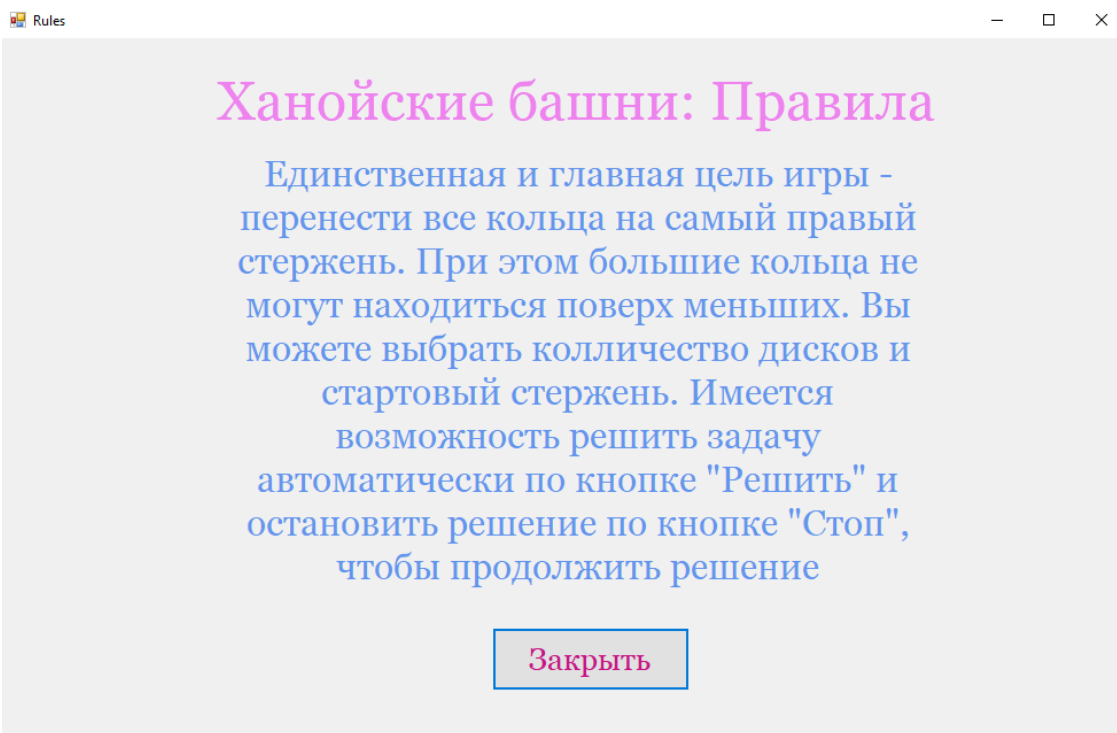 Rules
Ханойские башни: Правила
Единственная и главная цель игры -
перенести все кольца на самый правый
стержень. При этом большие кольца не
могут находиться поверх меньших. Вы
можете выбрать колличество дисков и
стартовый стержень. Имеется
возможность решить задачу
автоматически по кнопке "Решить" и
остановить решение по кнопке "Стоп",
чтобы продолжить решение
Закрыть